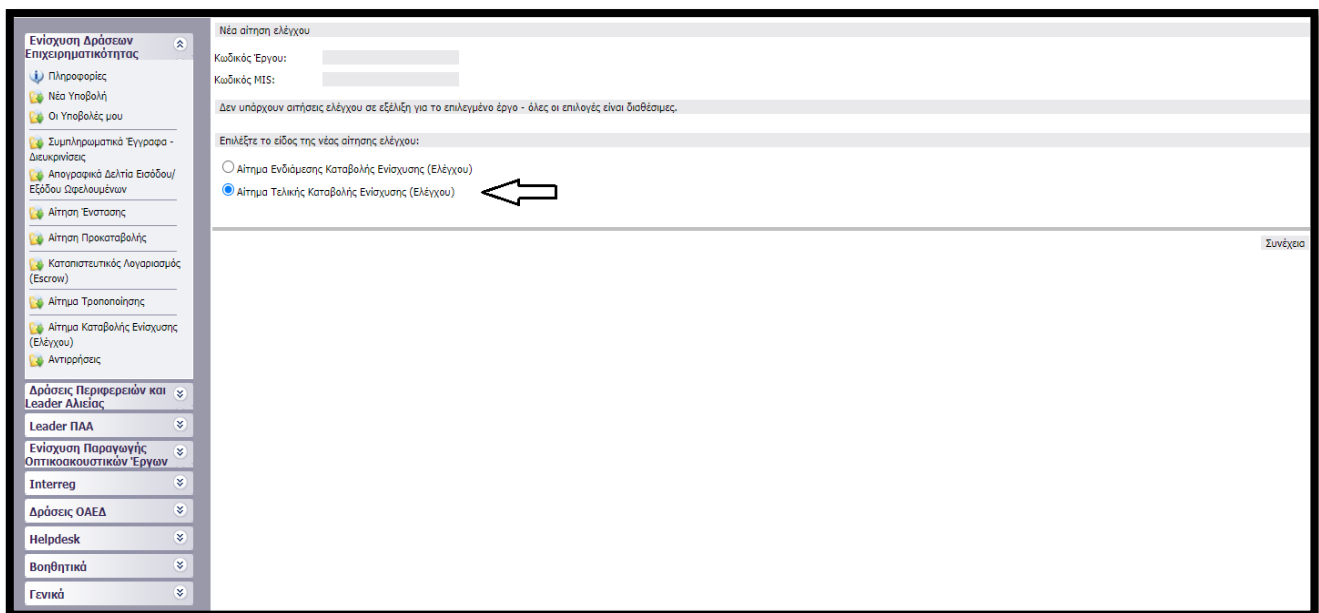 Ενίσχυση Δράσεων
Επιχειρηματικότητας
Πληροφορίες
Νέα Υποβολή
Οι Υποβολές μου
Συμπληρωματικά Έγγραφα -
Διευκρινίσεις
Απογραφικά Δελτία Εισόδου/
Εξόδου Ωφελουμένων
Αίτηση Ένστασης
Αίτηση Προκαταβολής
Καταπιστευτικός Λογαριασμός
(Escrow)
Αίτημα Τροποποίησης
Αίτημα Καταβολής Ενίσχυσης
(Ελέγχου)
Αντιρρήσεις
Δράσεις Περιφερειών και
Leader Αλιείας
Leader ΠΑΑ
Ενίσχυση Παραγωγής
Οπτικοακουστικών Έργων
Interreg
Δράσεις ΟΑΕΔ
Helpdesk
Βοηθητικά
Γενικά
Νέα αίτηση ελέγχου
Κωδικός Έργου:
Κωδικός MIS:
Δεν υπάρχουν αιτήσεις ελέγχου σε εξέλιξη για το επιλεγμένο έργο - όλες οι επιλογές είναι διαθέσιμες.
Επιλέξτε το είδος της νέας αίτησης ελέγχου:
Αίτημα Ενδιάμεσης Καταβολής Ενίσχυσης (Ελέγχου)
Αίτημα Τελικής Καταβολής Ενίσχυσης (Ελέγχου)
Συνέχεια